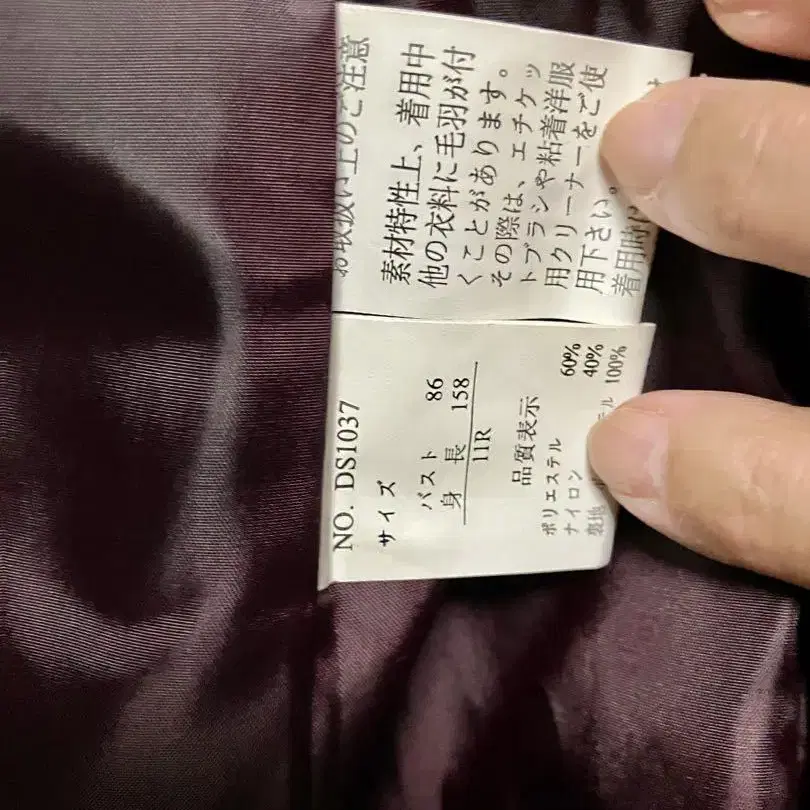 お取扱い上のご注意
素材特性上、着用中
他の衣料に毛羽が付
くことがあります。
その際は、エチケッ
トブラシや粘着洋服
用クリーナーをご使
用下さい。
着用時に
NO. DS1037
サイズ
バスト 86
身長 158
11R
品質表示
ポリエステル 60%
ナイロン 40%
裏地 ル 100%